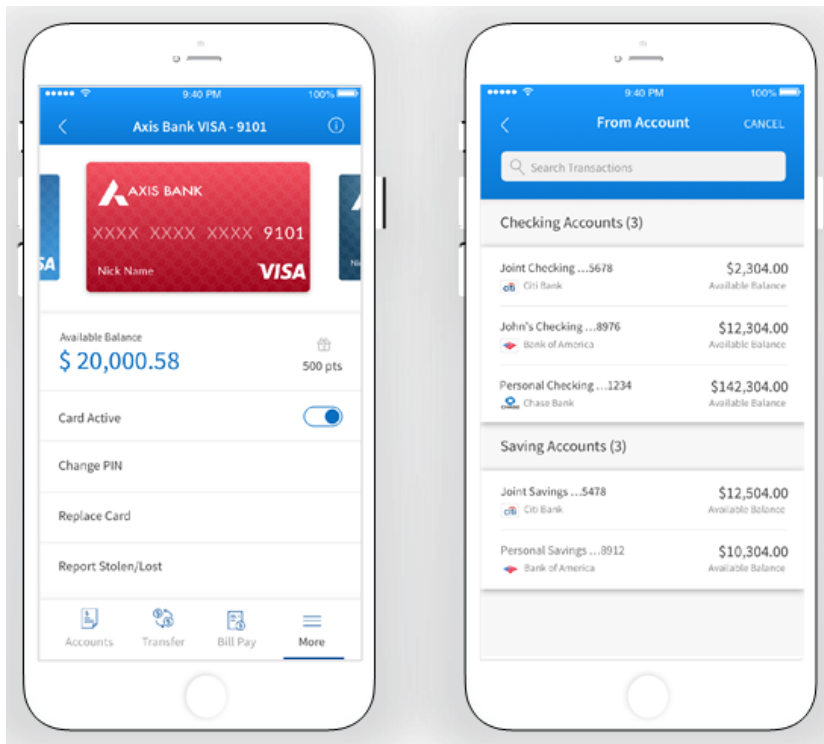 9:40 PM
100%
Axis Bank VISA - 9101
AXIS BANK
XXXX XXXX XXXX 9101
Nick Name
VISA
SA
Available Balance
$ 20,000.58
500 pts
Card Active
Change PIN
Replace Card
Report Stolen/Lost
Accounts
Transfer
Bill Pay
More
9:40 PM
100%
From Account
CANCEL
Search Transactions
Checking Accounts (3)
Joint Checking ...5678
$2,304.00
citi Citi Bank
Available Balance
John's Checking ...8976
$12,304.00
Bank of America
Available Balance
Personal Checking ...1234
$142,304.00
CHASE Chase Bank
Available Balance
Saving Accounts (3)
Joint Savings ...5478
$12,504.00
citi Citi Bank
Available Balance
Personal Savings ...8912
$10,304.00
Bank of America
Available Balance